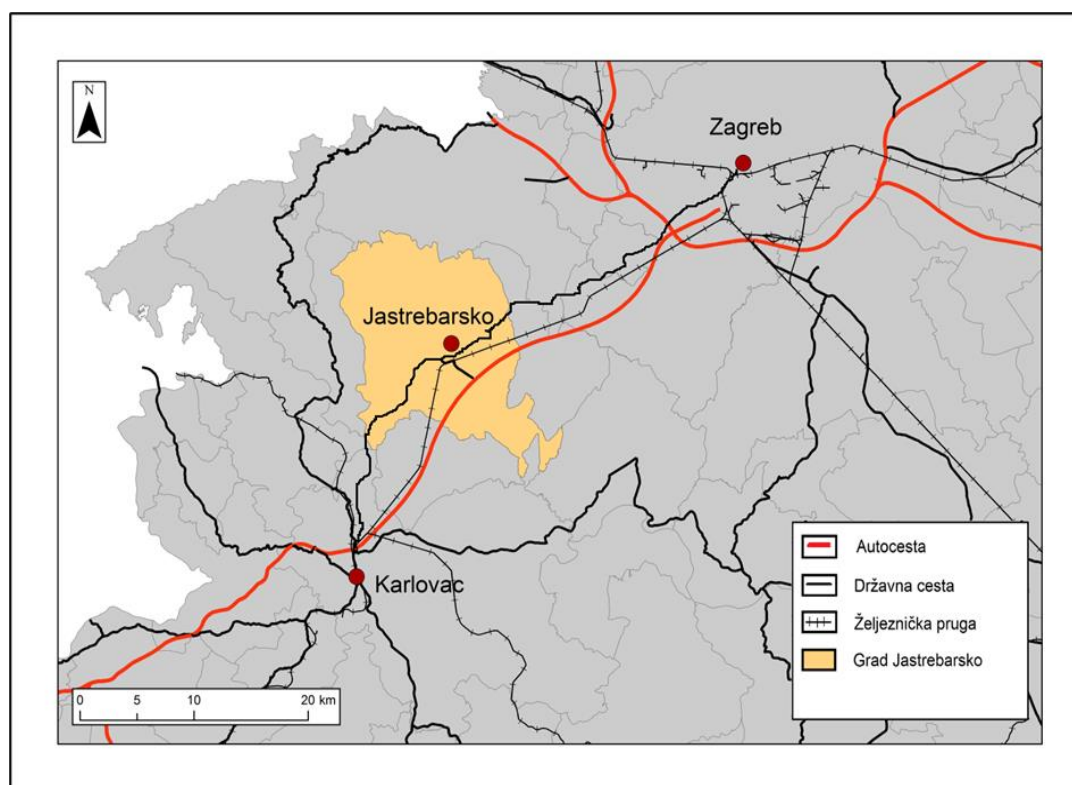 N
Zagreb
Jastrebarsko
Karlovac
Autocesta
Državna cesta
Željeznička pruga
Grad Jastrebarsko
0 5 10 20 km